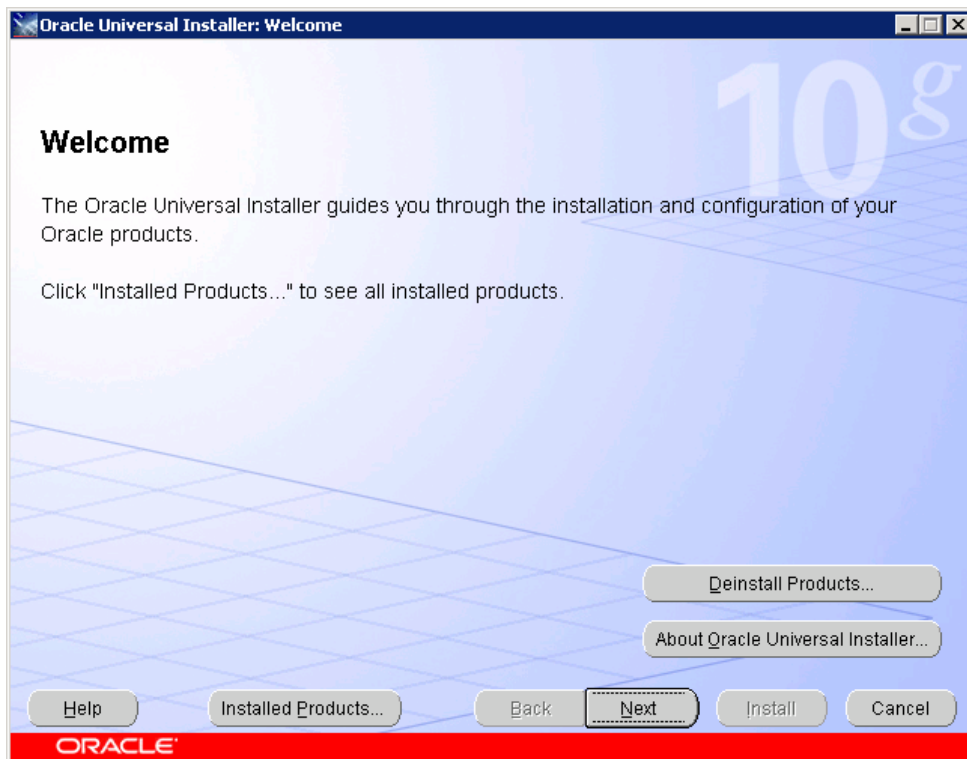 Oracle Universal Installer: Welcome
10g
Welcome
The Oracle Universal Installer guides you through the installation and configuration of your
Oracle products.
Click "Installed Products..." to see all installed products.
Deinstall Products...
About Oracle Universal Installer...
Help
Installed Products...
Back
Next
Install
Cancel
ORACLE